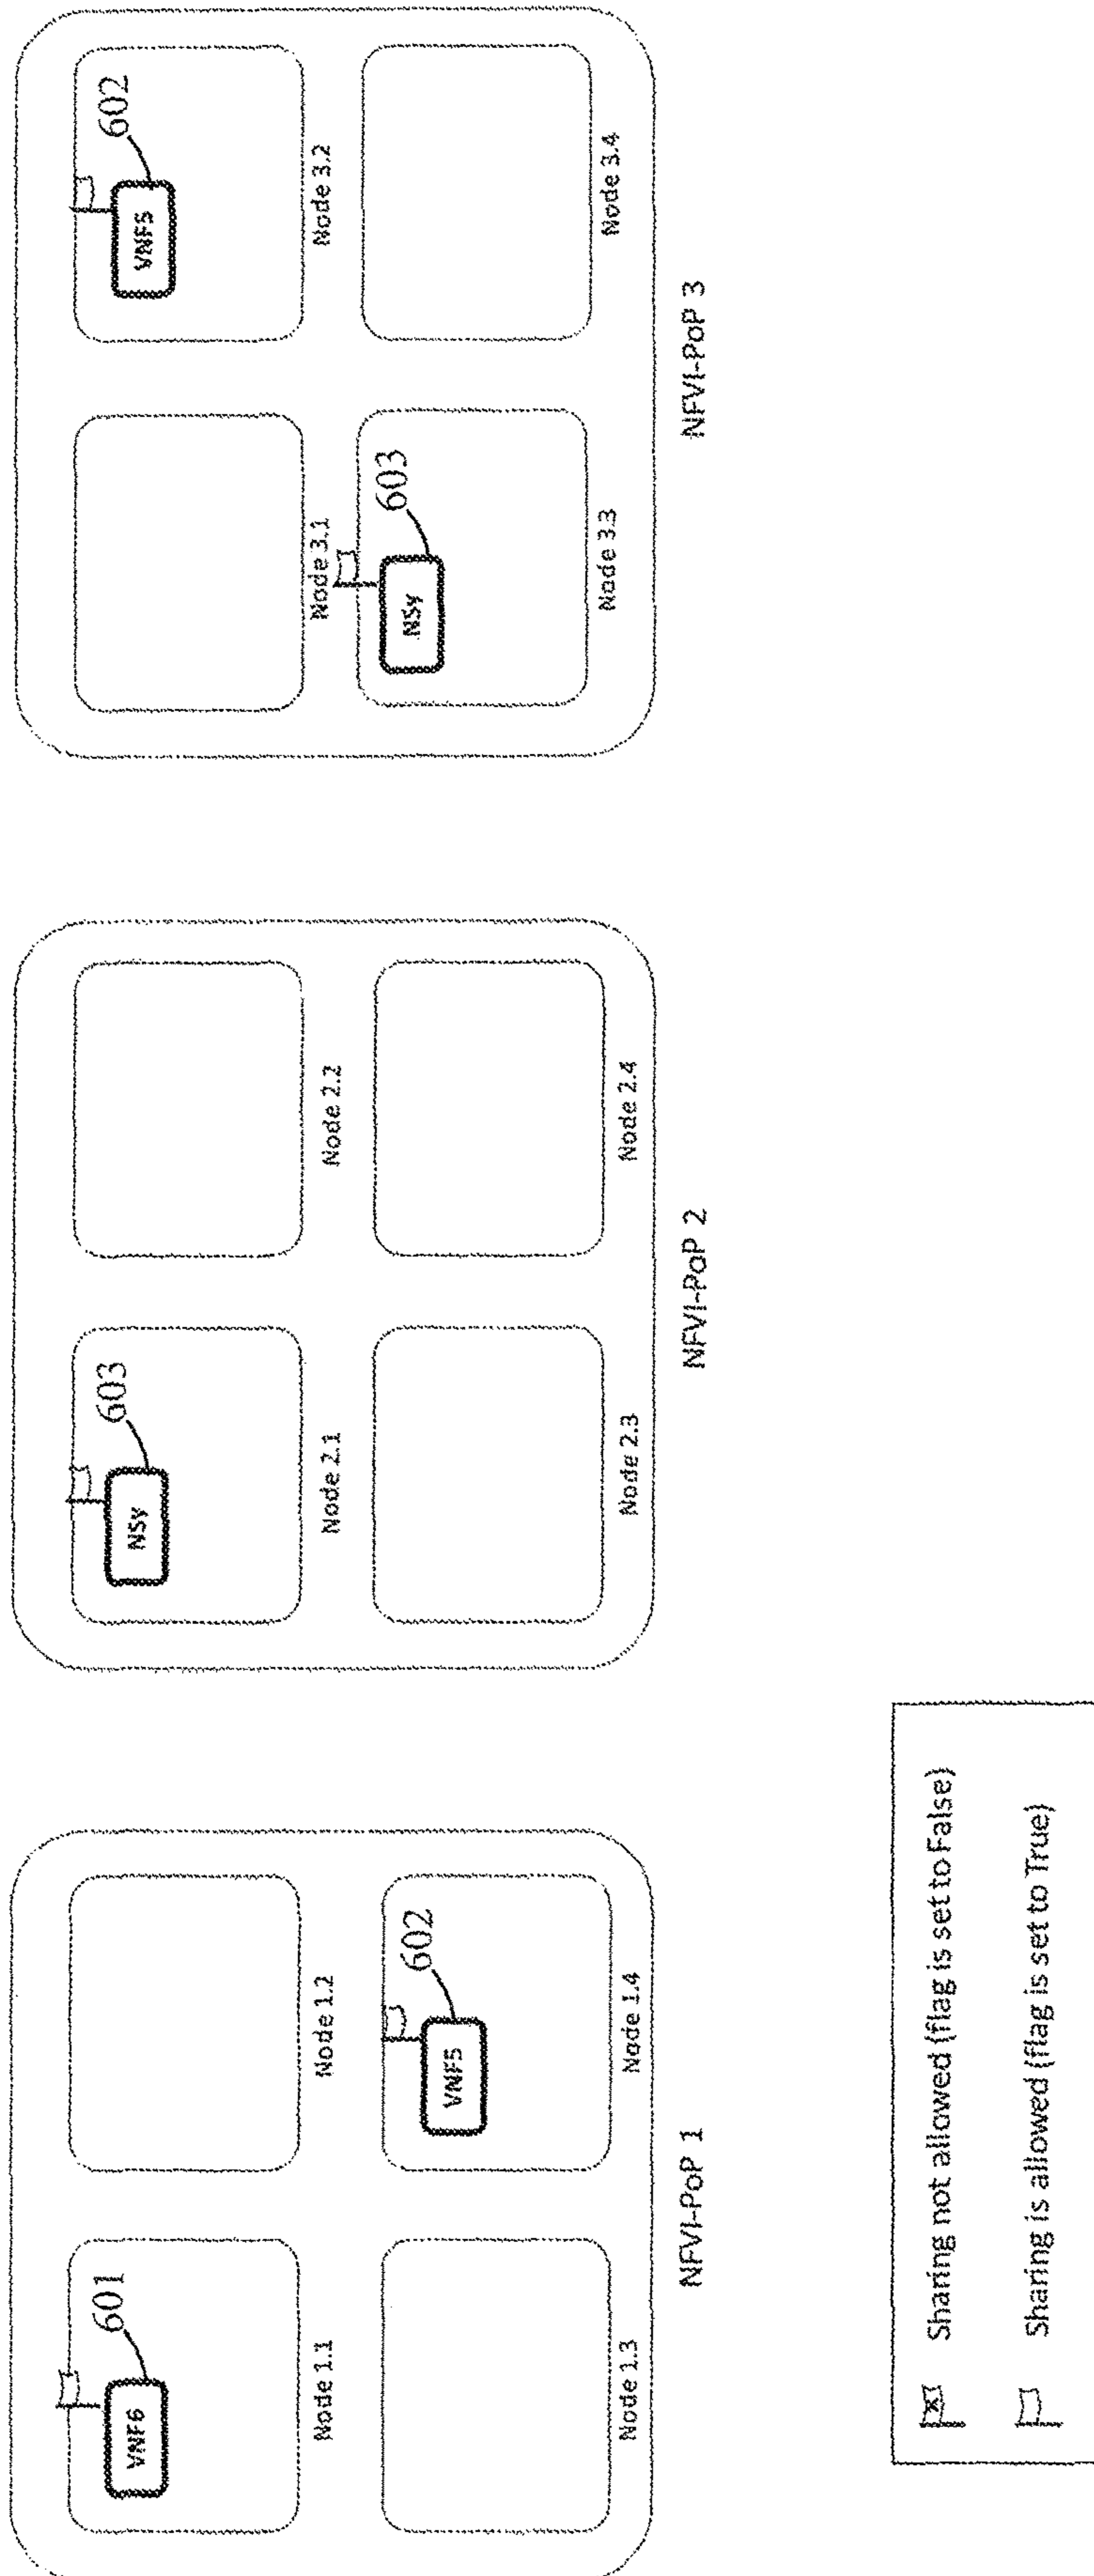 VNF6
601
Node 1.1
Node 1.2
Node 1.3
VNF5
602
Node 1.4
NFVI-PoP 1
NSy
603
Node 2.1
Node 2.2
Node 2.3
Node 2.4
NFVI-PoP 2
Node 3.1
VNF5
602
Node 3.2
NSy
603
Node 3.3
Node 3.4
NFVI-PoP 3
x Sharing not allowed (flag is set to False)
Sharing is allowed (flag is set to True)